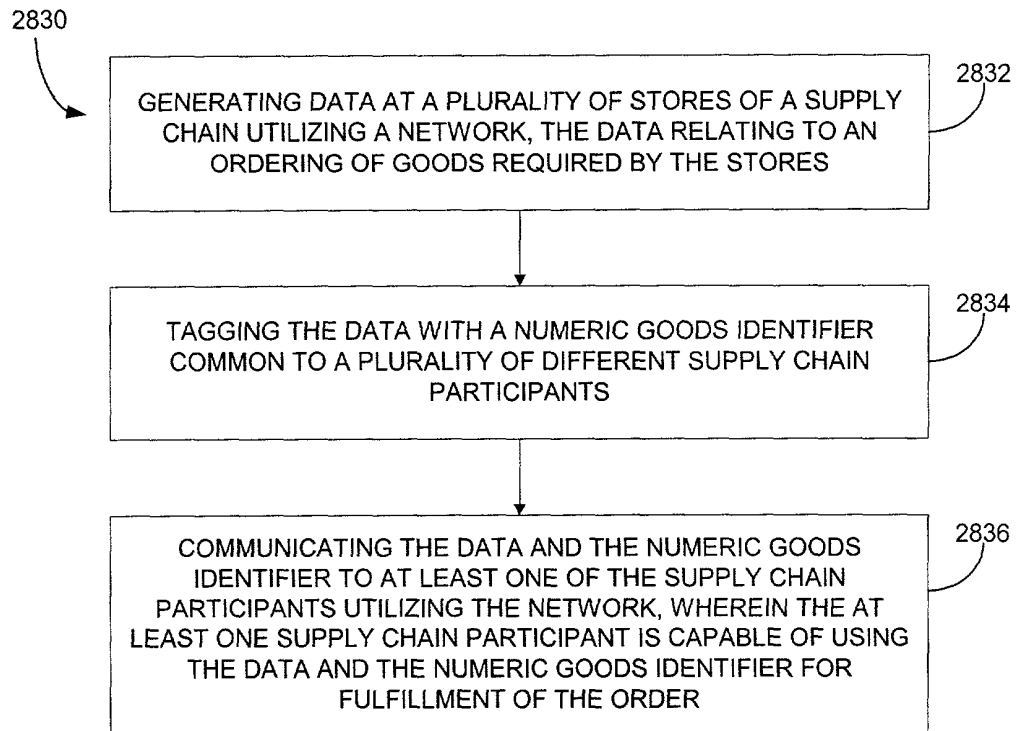 2830
2832
GENERATING DATA AT A PLURALITY OF STORES OF A SUPPLY
CHAIN UTILIZING A NETWORK, THE DATA RELATING TO AN
ORDERING OF GOODS REQUIRED BY THE STORES
2834
TAGGING THE DATA WITH A NUMERIC GOODS IDENTIFIER
COMMON TO A PLURALITY OF DIFFERENT SUPPLY CHAIN
PARTICIPANTS
2836
COMMUNICATING THE DATA AND THE NUMERIC GOODS
IDENTIFIER TO AT LEAST ONE OF THE SUPPLY CHAIN
PARTICIPANTS UTILIZING THE NETWORK, WHEREIN THE AT
LEAST ONE SUPPLY CHAIN PARTICIPANT IS CAPABLE OF USING
THE DATA AND THE NUMERIC GOODS IDENTIFIER FOR
FULFILLMENT OF THE ORDER